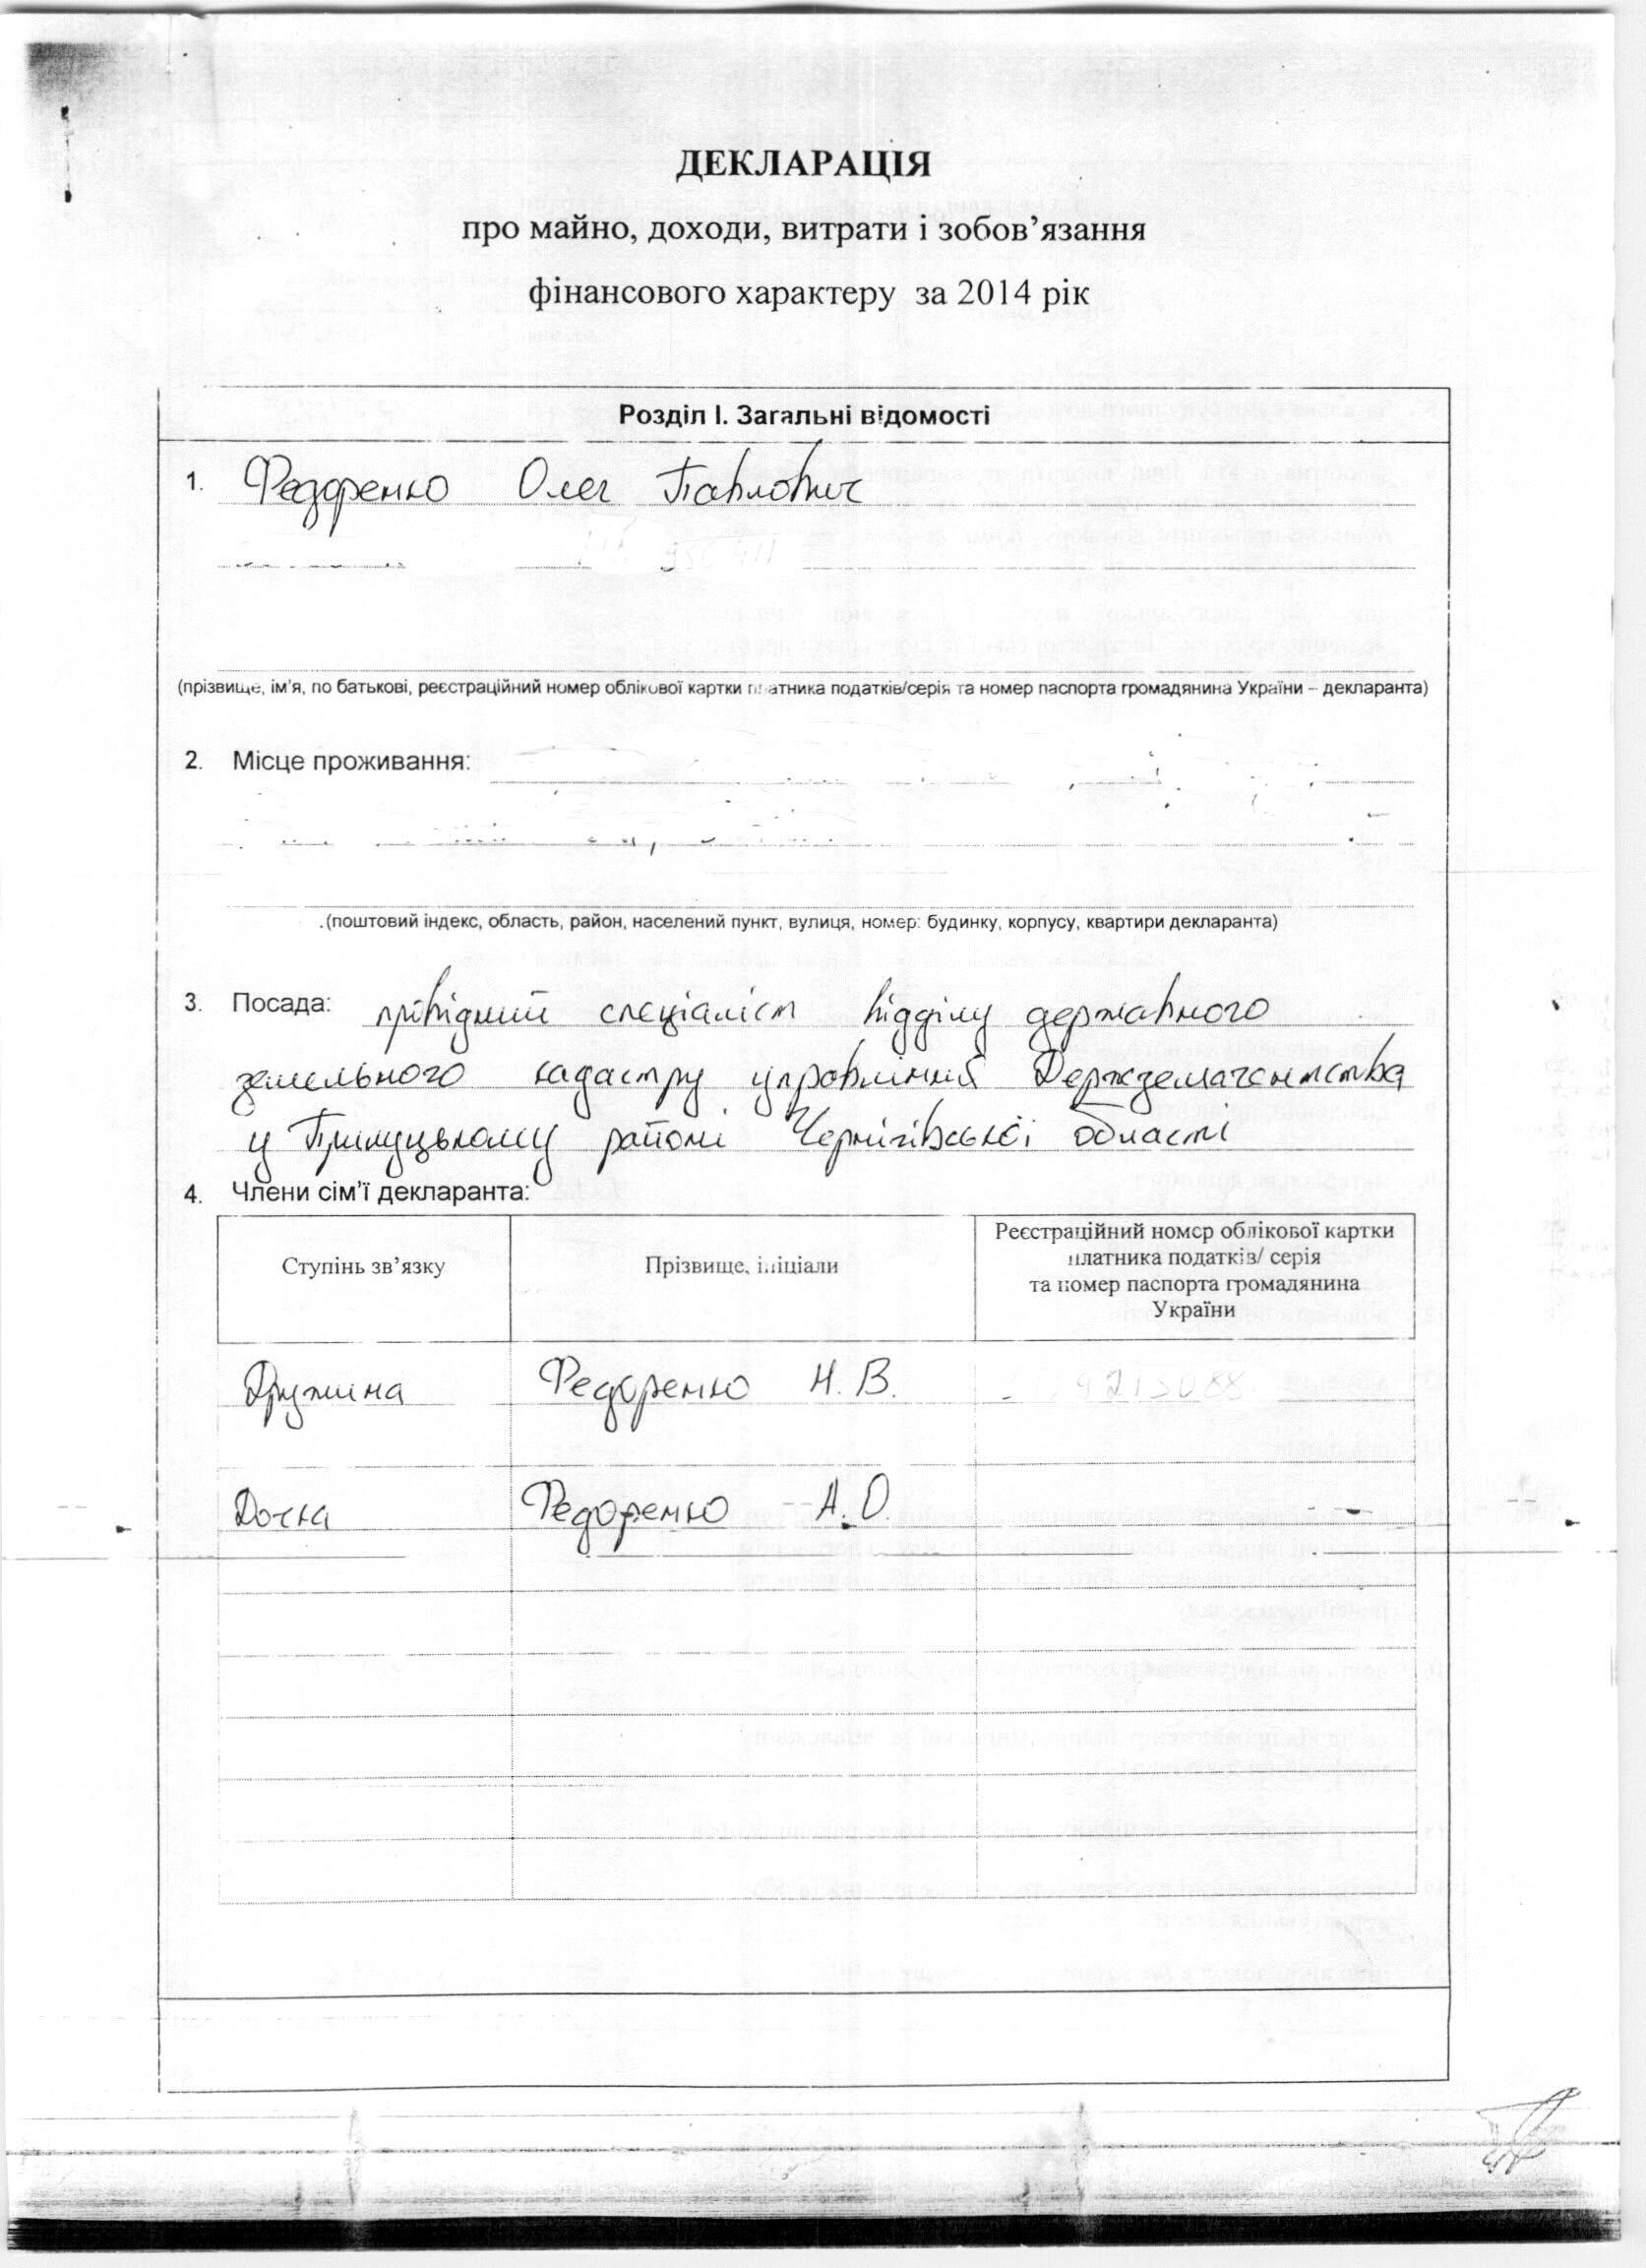 ДЕКЛАРАЦІЯ
про майно, доходи, витрати і зобов’язання
фінансового характеру за 2014 рік
Розділ I. Загальні відомості
1. Федоренко Олег Павлович
(прізвище, ім’я, по батькові, реєстраційний номер облікової картки платника податків/серія та номер паспорта громадянина України – декларанта)
2. Місце проживання:
(поштовий індекс, область, район, населений пункт, вулиця, номер: будинку, корпусу, квартири декларанта)
3. Посада: провідний спеціаліст відділу державного
земельного кадастру управління Держземагентства
у Прилуцькому районі Чернігівської області
4. Члени сім’ї декларанта:
Ступінь зв’язку Прізвище, ініціали Реєстраційний номер облікової картки
платника податків/ серія
та номер паспорта громадянина
України
Дружина Федоренко Н. В.
Дочка Федоренко А. О. -